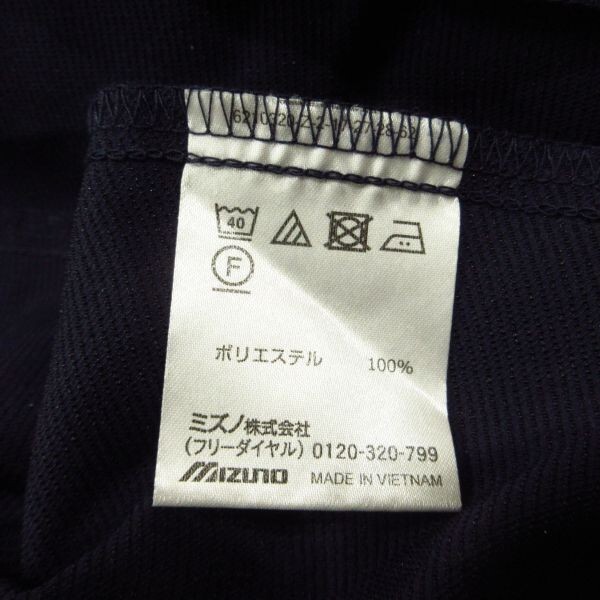 40
F
ポリエステル 100%
ミズノ株式会社
(フリーダイヤル) 0120-320-799
MIZUNO MADE IN VIETNAM